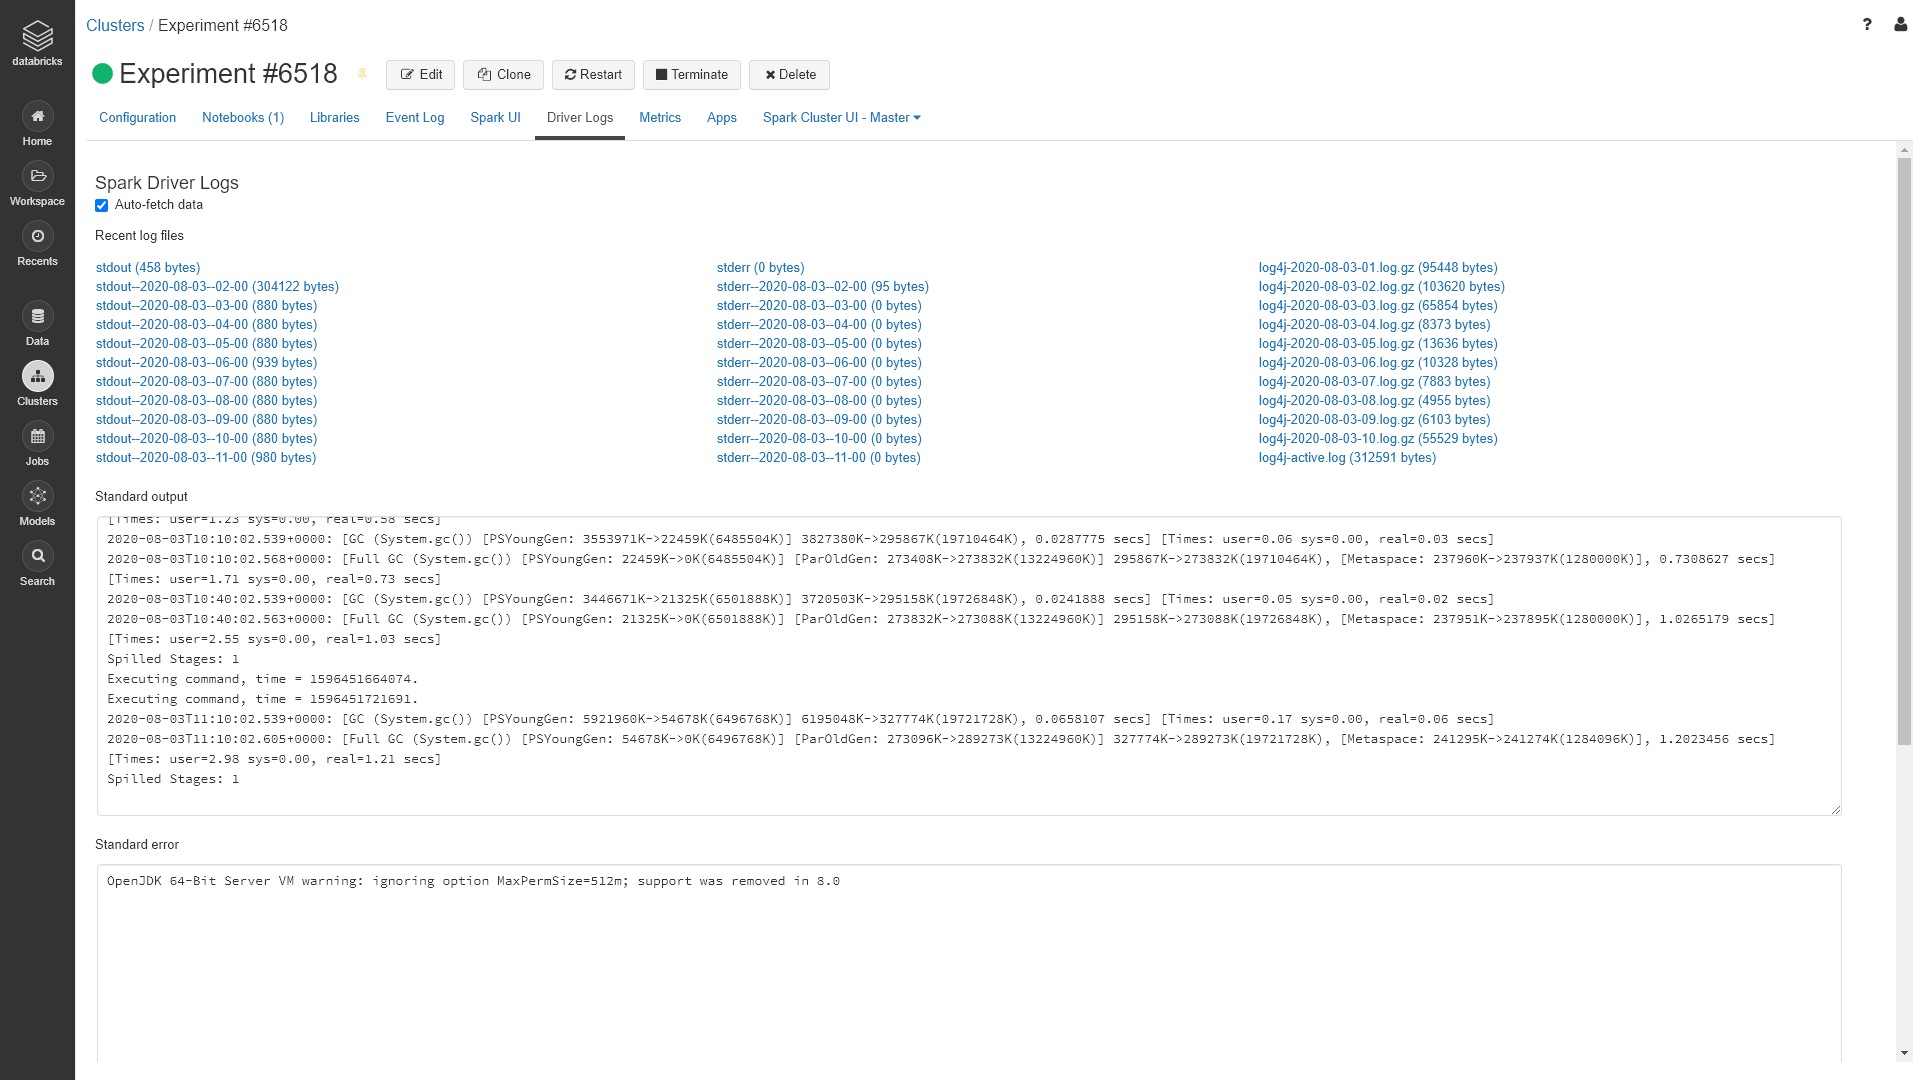 databricks
Home
Workspace
Recents
Data
Clusters
Jobs
Models
Search
Clusters / Experiment #6518
?
Experiment #6518
Edit
Clone
Restart
Terminate
Delete
Configuration
Notebooks (1)
Libraries
Event Log
Spark UI
Driver Logs
Metrics
Apps
Spark Cluster UI - Master
Spark Driver Logs
Auto-fetch data
Recent log files
stdout (458 bytes)
stdout--2020-08-03--02-00 (304122 bytes)
stdout--2020-08-03--03-00 (880 bytes)
stdout--2020-08-03--04-00 (880 bytes)
stdout--2020-08-03--05-00 (880 bytes)
stdout--2020-08-03--06-00 (939 bytes)
stdout--2020-08-03--07-00 (880 bytes)
stdout--2020-08-03--08-00 (880 bytes)
stdout--2020-08-03--09-00 (880 bytes)
stdout--2020-08-03--10-00 (880 bytes)
stdout--2020-08-03--11-00 (980 bytes)
stderr (0 bytes)
stderr--2020-08-03--02-00 (95 bytes)
stderr--2020-08-03--03-00 (0 bytes)
stderr--2020-08-03--04-00 (0 bytes)
stderr--2020-08-03--05-00 (0 bytes)
stderr--2020-08-03--06-00 (0 bytes)
stderr--2020-08-03--07-00 (0 bytes)
stderr--2020-08-03--08-00 (0 bytes)
stderr--2020-08-03--09-00 (0 bytes)
stderr--2020-08-03--10-00 (0 bytes)
stderr--2020-08-03--11-00 (0 bytes)
log4j-2020-08-03-01.log.gz (95448 bytes)
log4j-2020-08-03-02.log.gz (103620 bytes)
log4j-2020-08-03-03.log.gz (65854 bytes)
log4j-2020-08-03-04.log.gz (8373 bytes)
log4j-2020-08-03-05.log.gz (13636 bytes)
log4j-2020-08-03-06.log.gz (10328 bytes)
log4j-2020-08-03-07.log.gz (7883 bytes)
log4j-2020-08-03-08.log.gz (4955 bytes)
log4j-2020-08-03-09.log.gz (6103 bytes)
log4j-2020-08-03-10.log.gz (55529 bytes)
log4j-active.log (312591 bytes)
Standard output
[Times: user=1.23 sys=0.00, real=0.58 secs]
2020-08-03T10:10:02.539+0000: [GC (System.gc()) [PSYoungGen: 3553971K->22459K(6485504K)] 3827380K->295867K(19710464K), 0.0287775 secs] [Times: user=0.06 sys=0.00, real=0.03 secs]
2020-08-03T10:10:02.568+0000: [Full GC (System.gc()) [PSYoungGen: 22459K->0K(6485504K)] [ParOldGen: 273408K->273832K(13224960K)] 295867K->273832K(19710464K), [Metaspace: 237960K->237937K(1280000K)], 0.7308627 secs]
[Times: user=1.71 sys=0.00, real=0.73 secs]
2020-08-03T10:40:02.539+0000: [GC (System.gc()) [PSYoungGen: 3446671K->21325K(6501888K)] 3720503K->295158K(19726848K), 0.0241888 secs] [Times: user=0.05 sys=0.00, real=0.02 secs]
2020-08-03T10:40:02.563+0000: [Full GC (System.gc()) [PSYoungGen: 21325K->0K(6501888K)] [ParOldGen: 273832K->273088K(13224960K)] 295158K->273088K(19726848K), [Metaspace: 237951K->237895K(1280000K)], 1.0265179 secs]
[Times: user=2.55 sys=0.00, real=1.03 secs]
Spilled Stages: 1
Executing command, time = 1596451664074.
Executing command, time = 1596451721691.
2020-08-03T11:10:02.539+0000: [GC (System.gc()) [PSYoungGen: 5921960K->54678K(6496768K)] 6195048K->327774K(19721728K), 0.0658107 secs] [Times: user=0.17 sys=0.00, real=0.06 secs]
2020-08-03T11:10:02.605+0000: [Full GC (System.gc()) [PSYoungGen: 54678K->0K(6496768K)] [ParOldGen: 273096K->289273K(13224960K)] 327774K->289273K(19721728K), [Metaspace: 241295K->241274K(1284096K)], 1.2023456 secs]
[Times: user=2.98 sys=0.00, real=1.21 secs]
Spilled Stages: 1
Standard error
OpenJDK 64-Bit Server VM warning: ignoring option MaxPermSize=512m; support was removed in 8.0